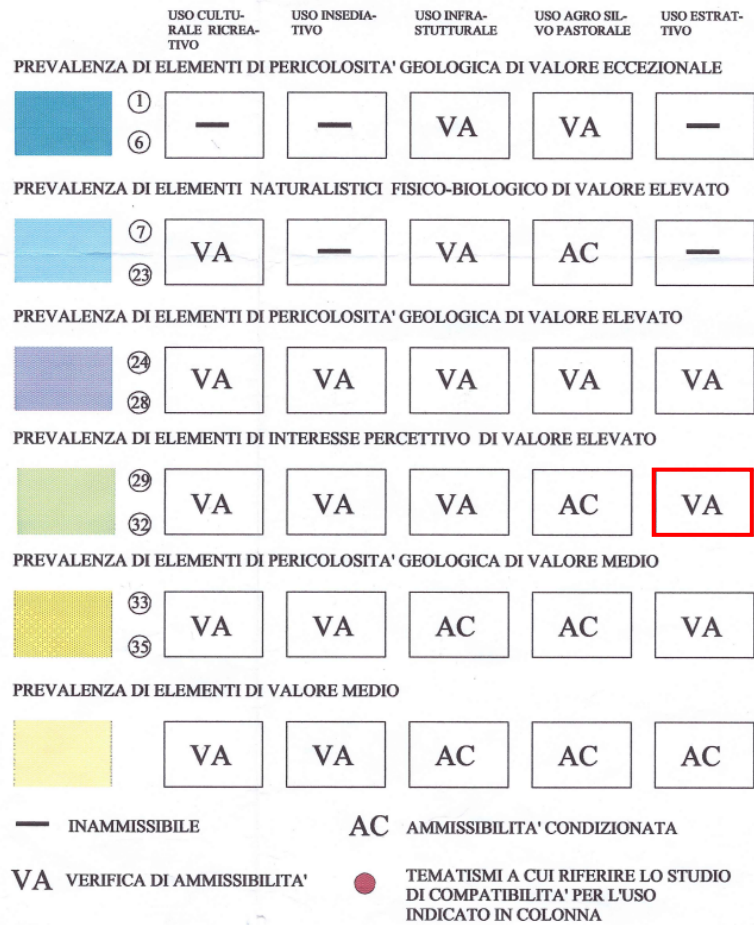 USO CULTU-
RALE RICREA-
TIVO
USO INSEDIA-
TIVO
USO INFRA-
STUTTURALE
USO AGRO SIL-
VO PASTORALE
USO ESTRAT-
TIVO
PREVALENZA DI ELEMENTI DI PERICOLOSITA' GEOLOGICA DI VALORE ECCEZIONALE
1
6
— — VA VA —
PREVALENZA DI ELEMENTI NATURALISTICI FISICO-BIOLOGICO DI VALORE ELEVATO
7
23
VA — VA AC —
PREVALENZA DI ELEMENTI DI PERICOLOSITA' GEOLOGICA DI VALORE ELEVATO
24
28
VA VA VA VA VA
PREVALENZA DI ELEMENTI DI INTERESSE PERCETTIVO DI VALORE ELEVATO
29
32
VA VA VA AC VA
PREVALENZA DI ELEMENTI DI PERICOLOSITA' GEOLOGICA DI VALORE MEDIO
33
35
VA VA AC AC VA
PREVALENZA DI ELEMENTI DI VALORE MEDIO
VA VA AC AC AC
— INAMMISSIBILE
AC AMMISSIBILITA' CONDIZIONATA
VA VERIFICA DI AMMISSIBILITA'
TEMATISMI A CUI RIFERIRE LO STUDIO
DI COMPATIBILITA' PER L'USO
INDICATO IN COLONNA